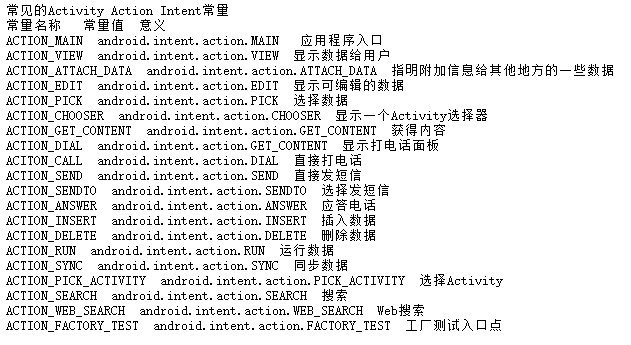 常见的Activity Action Intent常量
常量名称 常量值 意义
ACTION_MAIN android.intent.action.MAIN 应用程序入口
ACTION_VIEW android.intent.action.VIEW 显示数据给用户
ACTION_ATTACH_DATA android.intent.action.ATTACH_DATA 指明附加信息给其他地方的一些数据
ACTION_EDIT android.intent.action.EDIT 显示可编辑的数据
ACTION_PICK android.intent.action.PICK 选择数据
ACTION_CHOOSER android.intent.action.CHOOSER 显示一个Activity选择器
ACTION_GET_CONTENT android.intent.action.GET_CONTENT 获得内容
ACTION_DIAL android.intent.action.GET_CONTENT 显示打电话面板
ACITON_CALL android.intent.action.DIAL 直接打电话
ACTION_SEND android.intent.action.SEND 直接发短信
ACTION_SENDTO android.intent.action.SENDTO 选择发短信
ACTION_ANSWER android.intent.action.ANSWER 应答电话
ACTION_INSERT android.intent.action.INSERT 插入数据
ACTION_DELETE android.intent.action.DELETE 删除数据
ACTION_RUN android.intent.action.RUN 运行数据
ACTION_SYNC android.intent.action.SYNC 同步数据
ACTION_PICK_ACTIVITY android.intent.action.PICK_ACTIVITY 选择Activity
ACTION_SEARCH android.intent.action.SEARCH 搜索
ACTION_WEB_SEARCH android.intent.action.WEB_SEARCH Web搜索
ACTION_FACTORY_TEST android.intent.action.FACTORY_TEST 工厂测试入口点